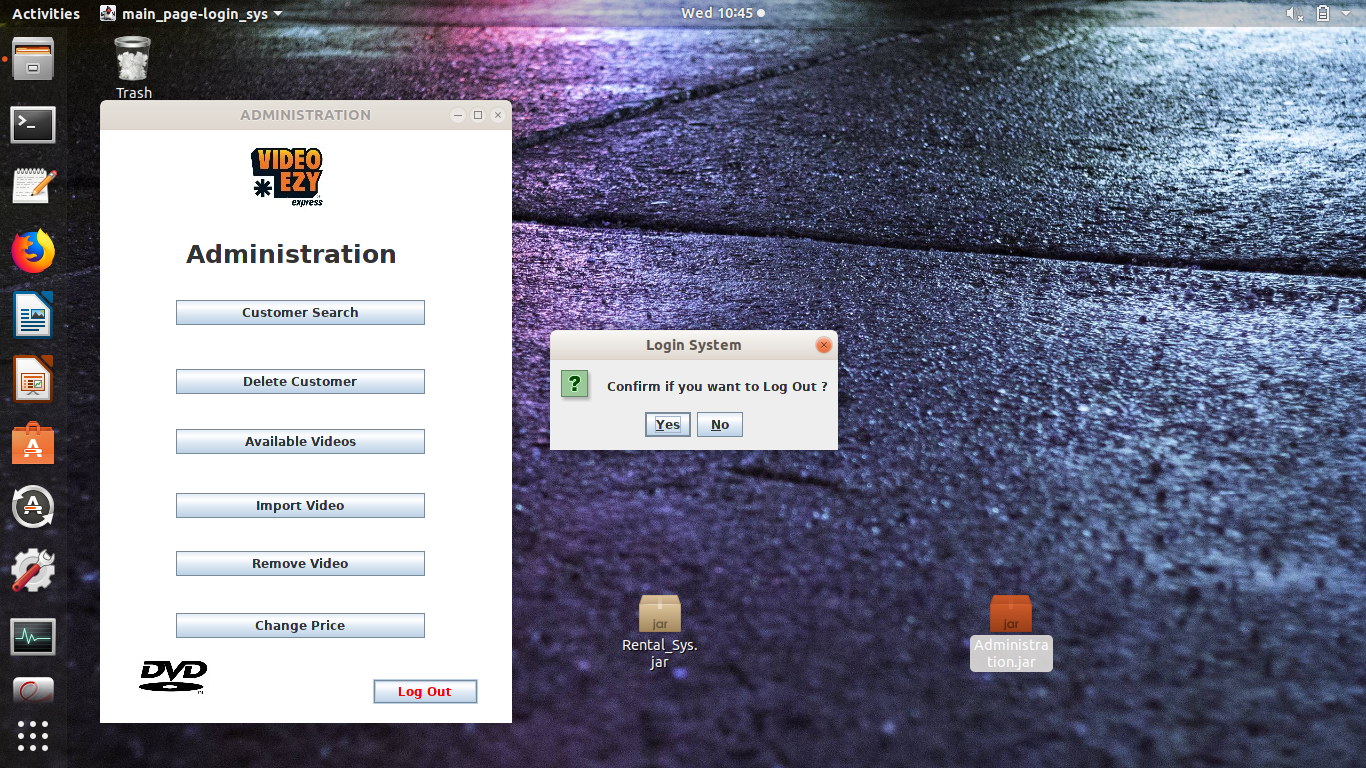 Activities
main_page-login_sys
Wed 10:45
Trash
ADMINISTRATION
VIDEO
EZY
express
Administration
Customer Search
Delete Customer
Available Videos
Import Video
Remove Video
Change Price
DVD
Log Out
Login System
?
Confirm if you want to Log Out ?
Yes
No
jar
Rental_Sys.
jar
jar
Administra
tion.jar